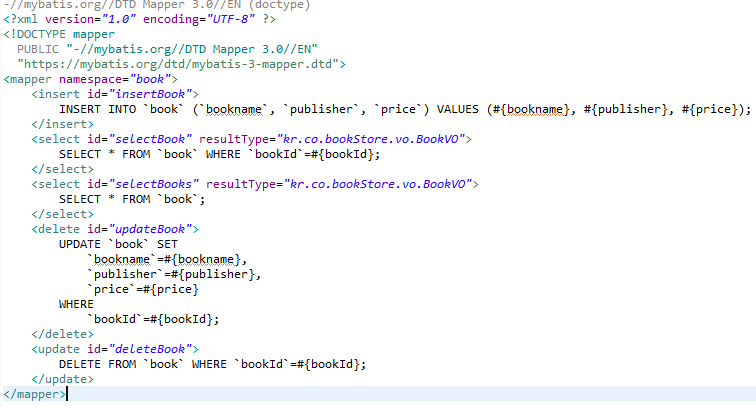 -//mybatis.org//DTD Mapper 3.0//EN (doctype)
<?xml version="1.0" encoding="UTF-8" ?>
<!DOCTYPE mapper
  PUBLIC "-//mybatis.org//DTD Mapper 3.0//EN"
  "https://mybatis.org/dtd/mybatis-3-mapper.dtd">
<mapper namespace="book">
    <insert id="insertBook">
        INSERT INTO `book` (`bookname`, `publisher`, `price`) VALUES (#{bookname}, #{publisher}, #{price});
    </insert>
    <select id="selectBook" resultType="kr.co.bookStore.vo.BookVO">
        SELECT * FROM `book` WHERE `bookId`=#{bookId};
    </select>
    <select id="selectBooks" resultType="kr.co.bookStore.vo.BookVO">
        SELECT * FROM `book`;
    </select>
    <delete id="updateBook">
        UPDATE `book` SET
            `bookname`=#{bookname},
            `publisher`=#{publisher},
            `price`=#{price}
        WHERE
            `bookId`=#{bookId};
    </delete>
    <update id="deleteBook">
        DELETE FROM `book` WHERE `bookId`=#{bookId};
    </update>
</mapper>